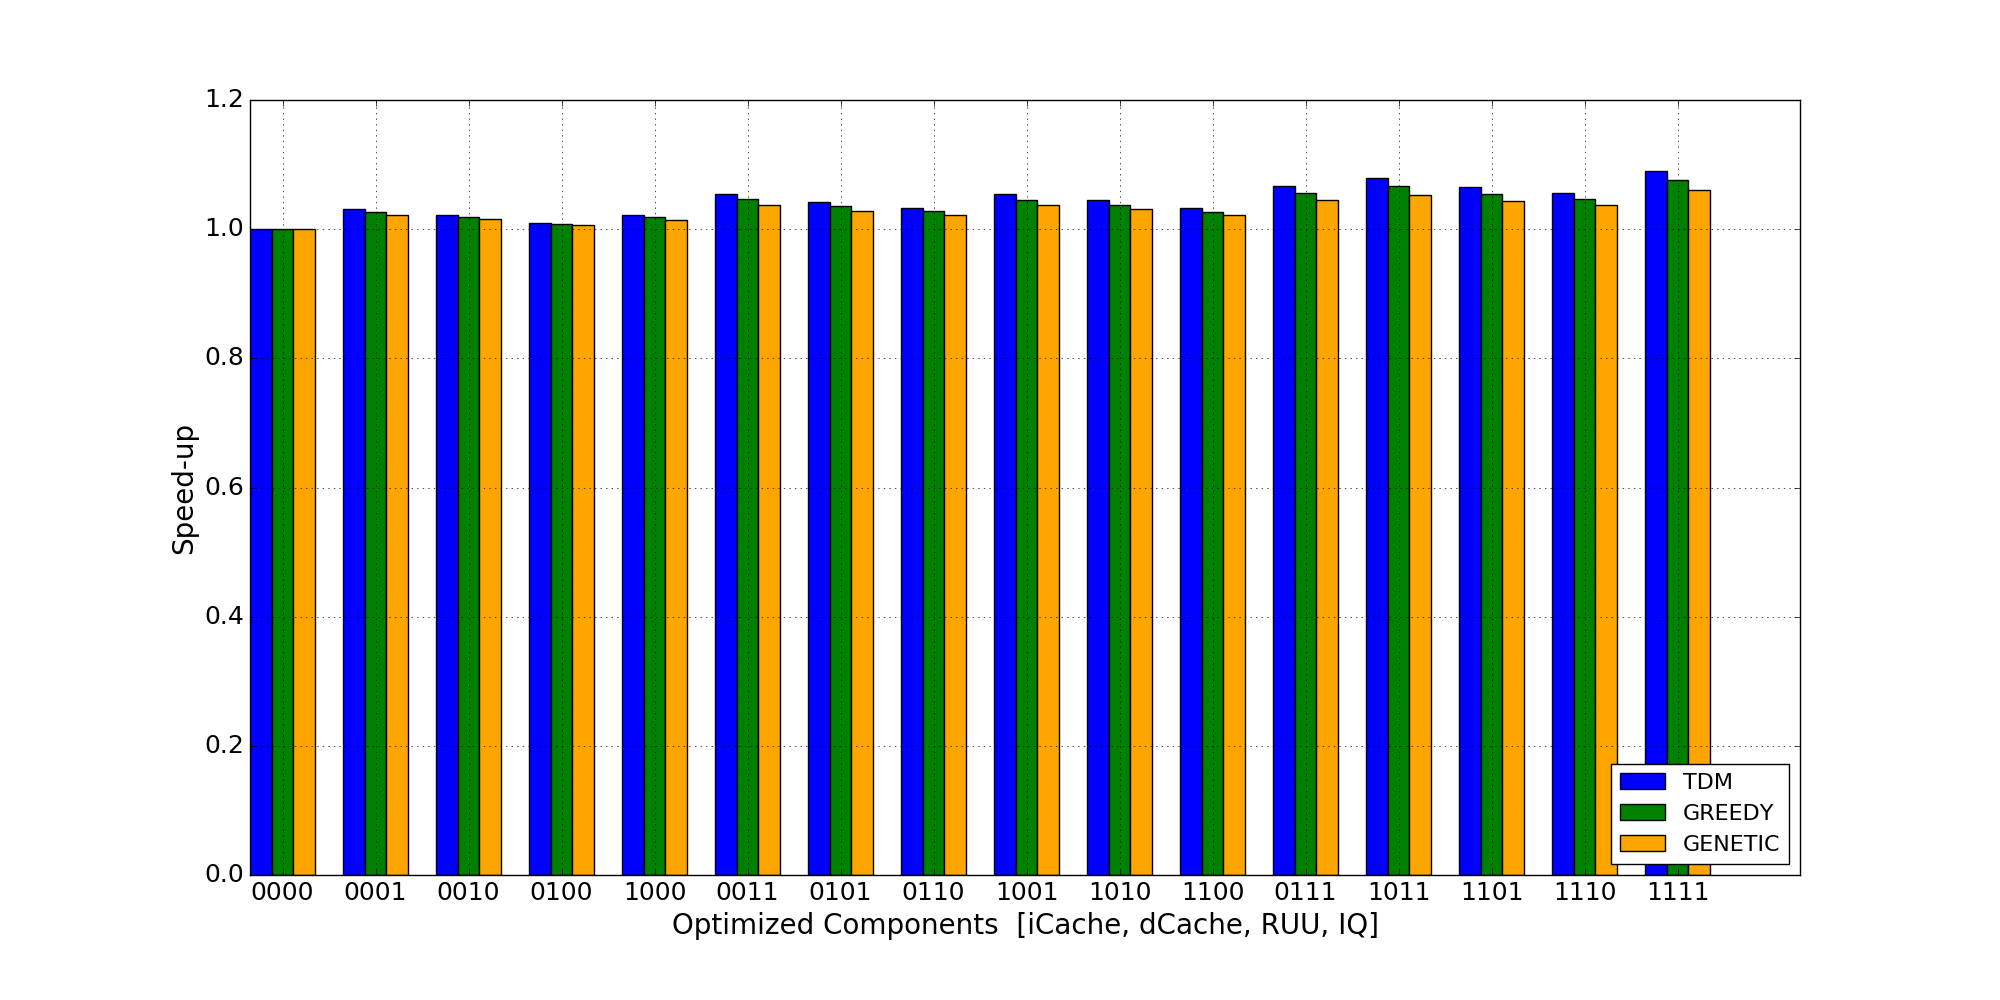 1.2
1.0
0.8
0.6
0.4
0.2
0.0
Speed-up
TDM
GREEDY
GENETIC
0000 0001 0010 0100 1000 0011 0101 0110 1001 1010 1100 0111 1011 1101 1110 1111
Optimized Components  [iCache, dCache, RUU, IQ]